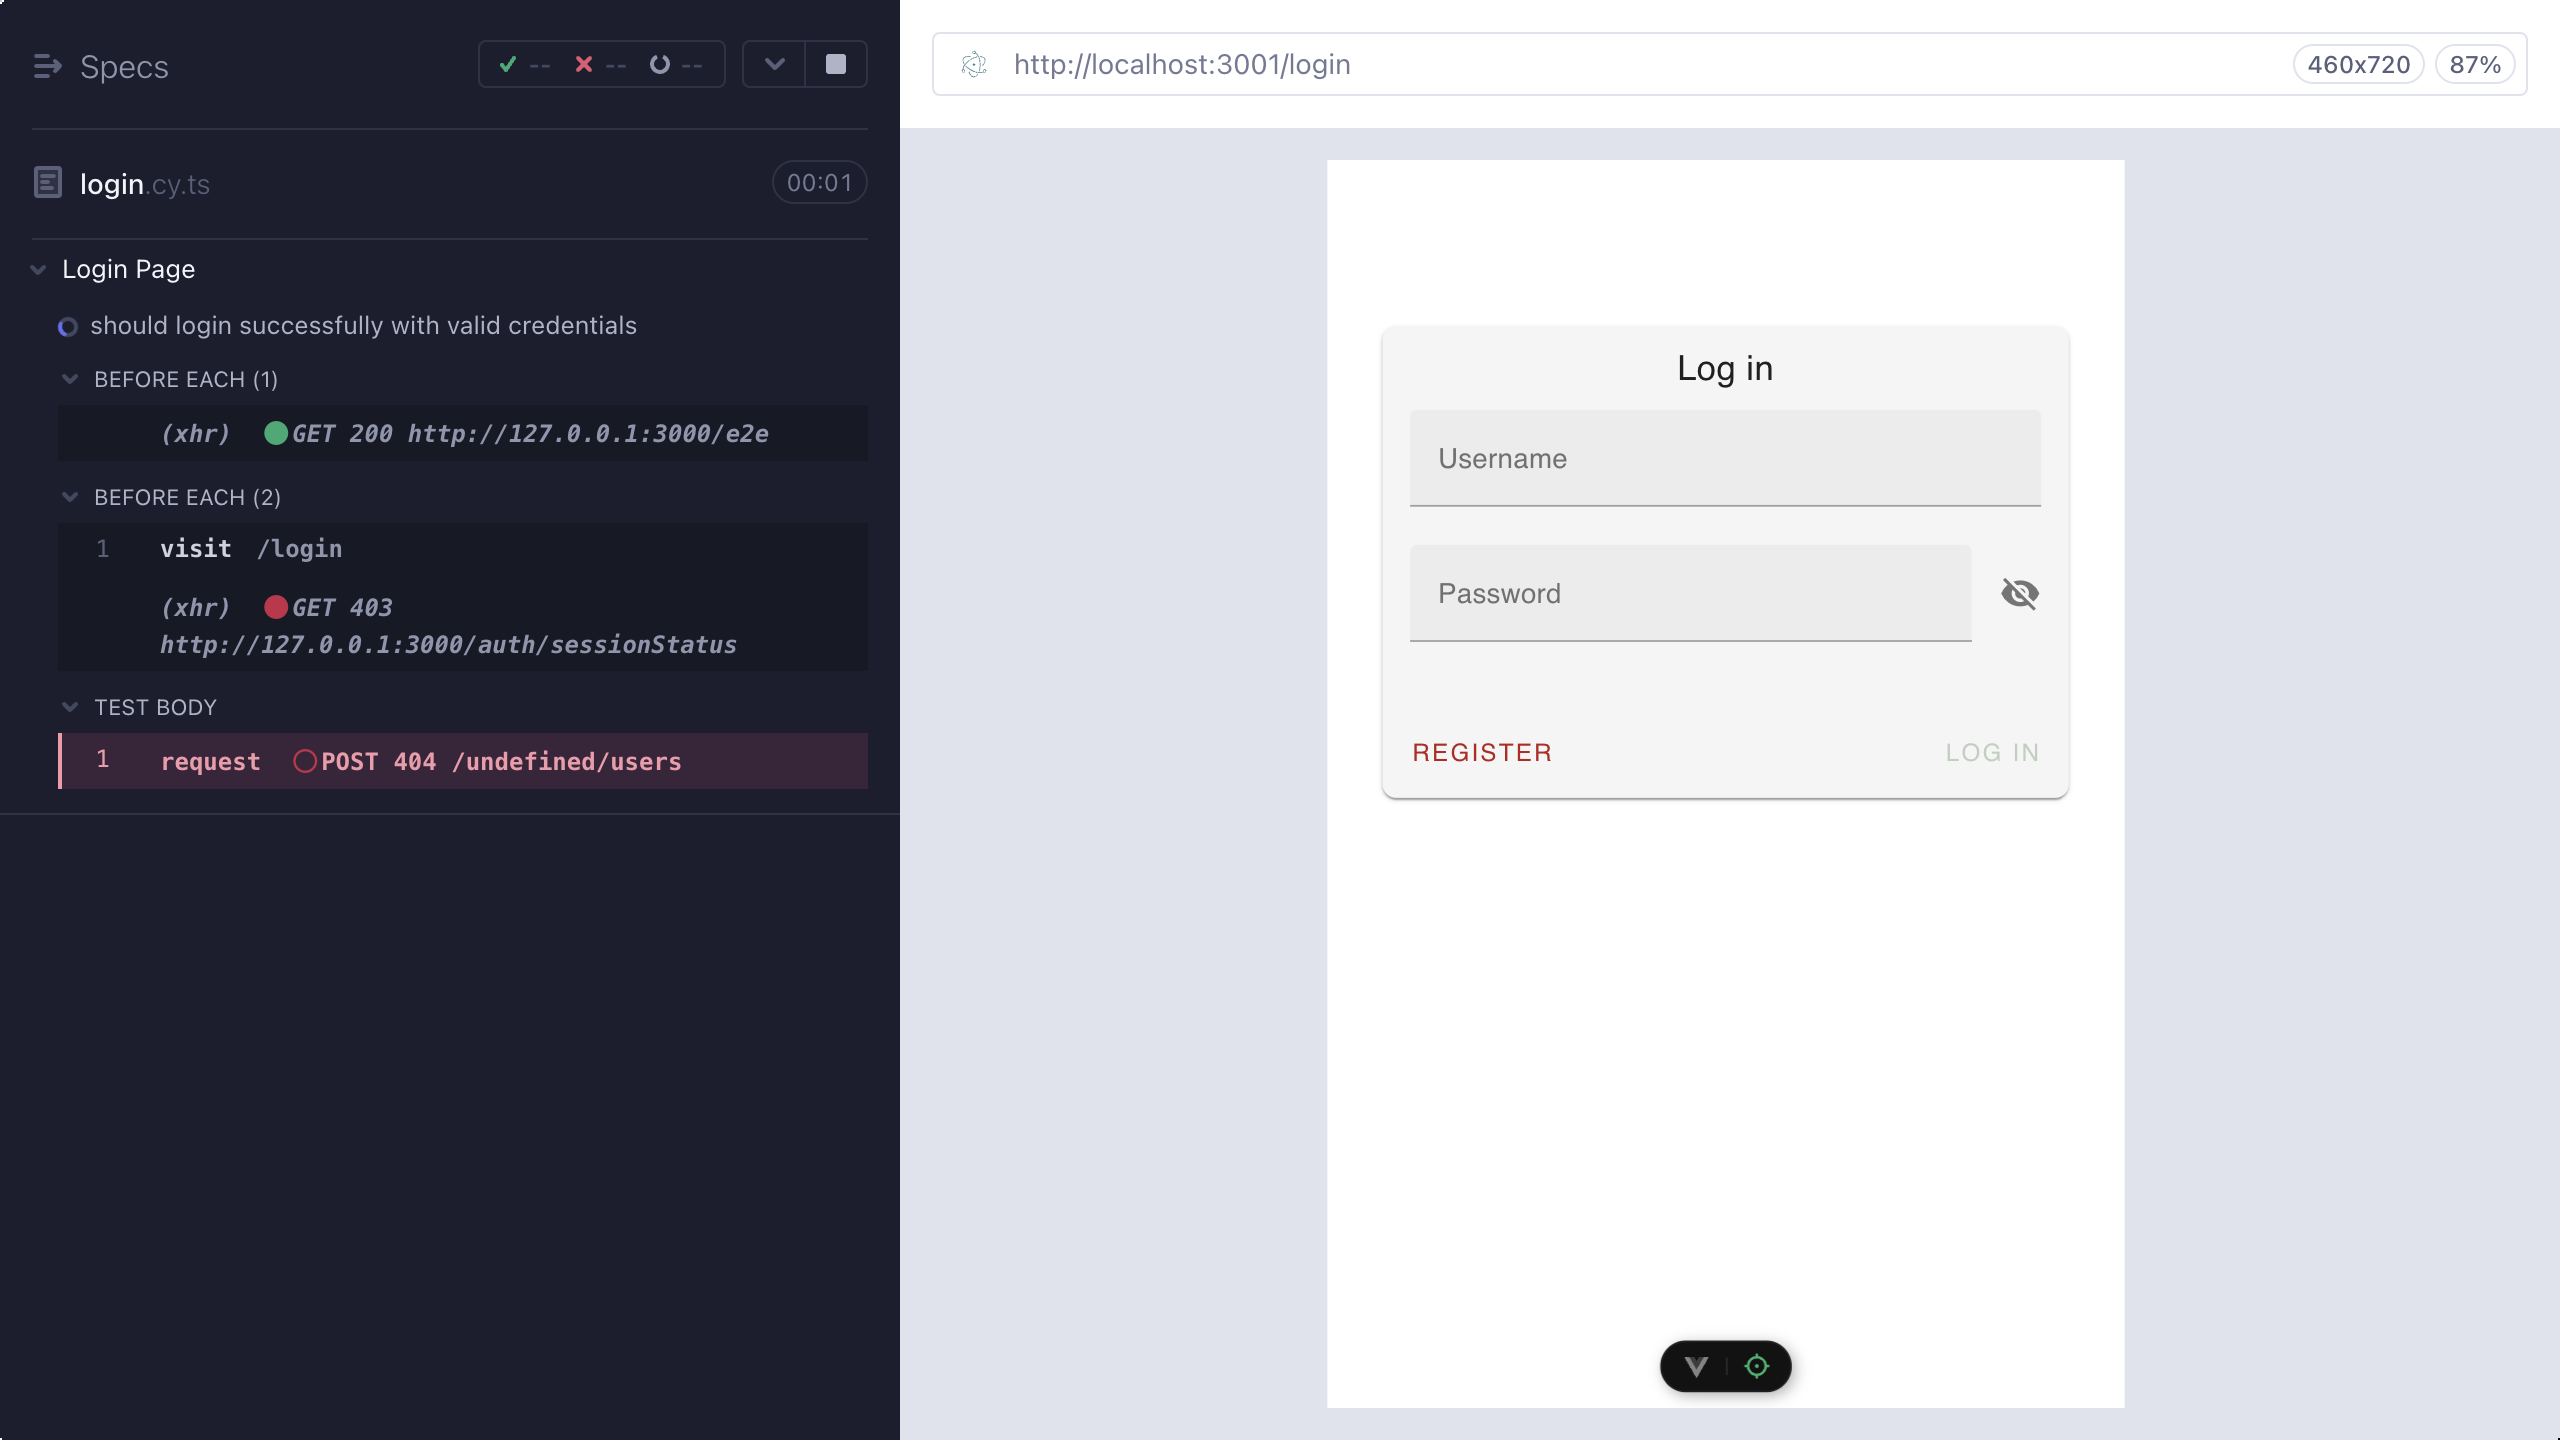 Specs
-- -- --
login.cy.ts
00:01
Login Page
should login successfully with valid credentials
BEFORE EACH (1)
(xhr) GET 200 http://127.0.0.1:3000/e2e
BEFORE EACH (2)
1 visit /login
(xhr) GET 403
http://127.0.0.1:3000/auth/sessionStatus
TEST BODY
1 request POST 404 /undefined/users
http://localhost:3001/login
460x720
87%
Log in
Username
Password
REGISTER
LOG IN